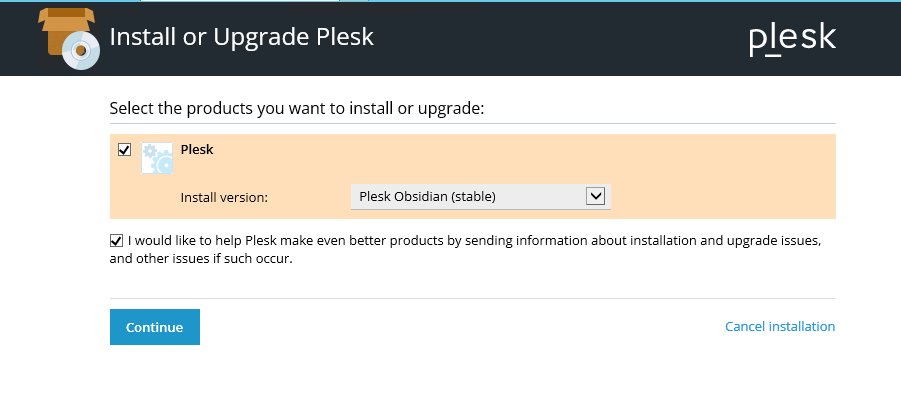 Install or Upgrade Plesk
plesk
Select the products you want to install or upgrade:
Plesk
Install version:
Plesk Obsidian (stable)
I would like to help Plesk make even better products by sending information about installation and upgrade issues,
and other issues if such occur.
Continue
Cancel installation